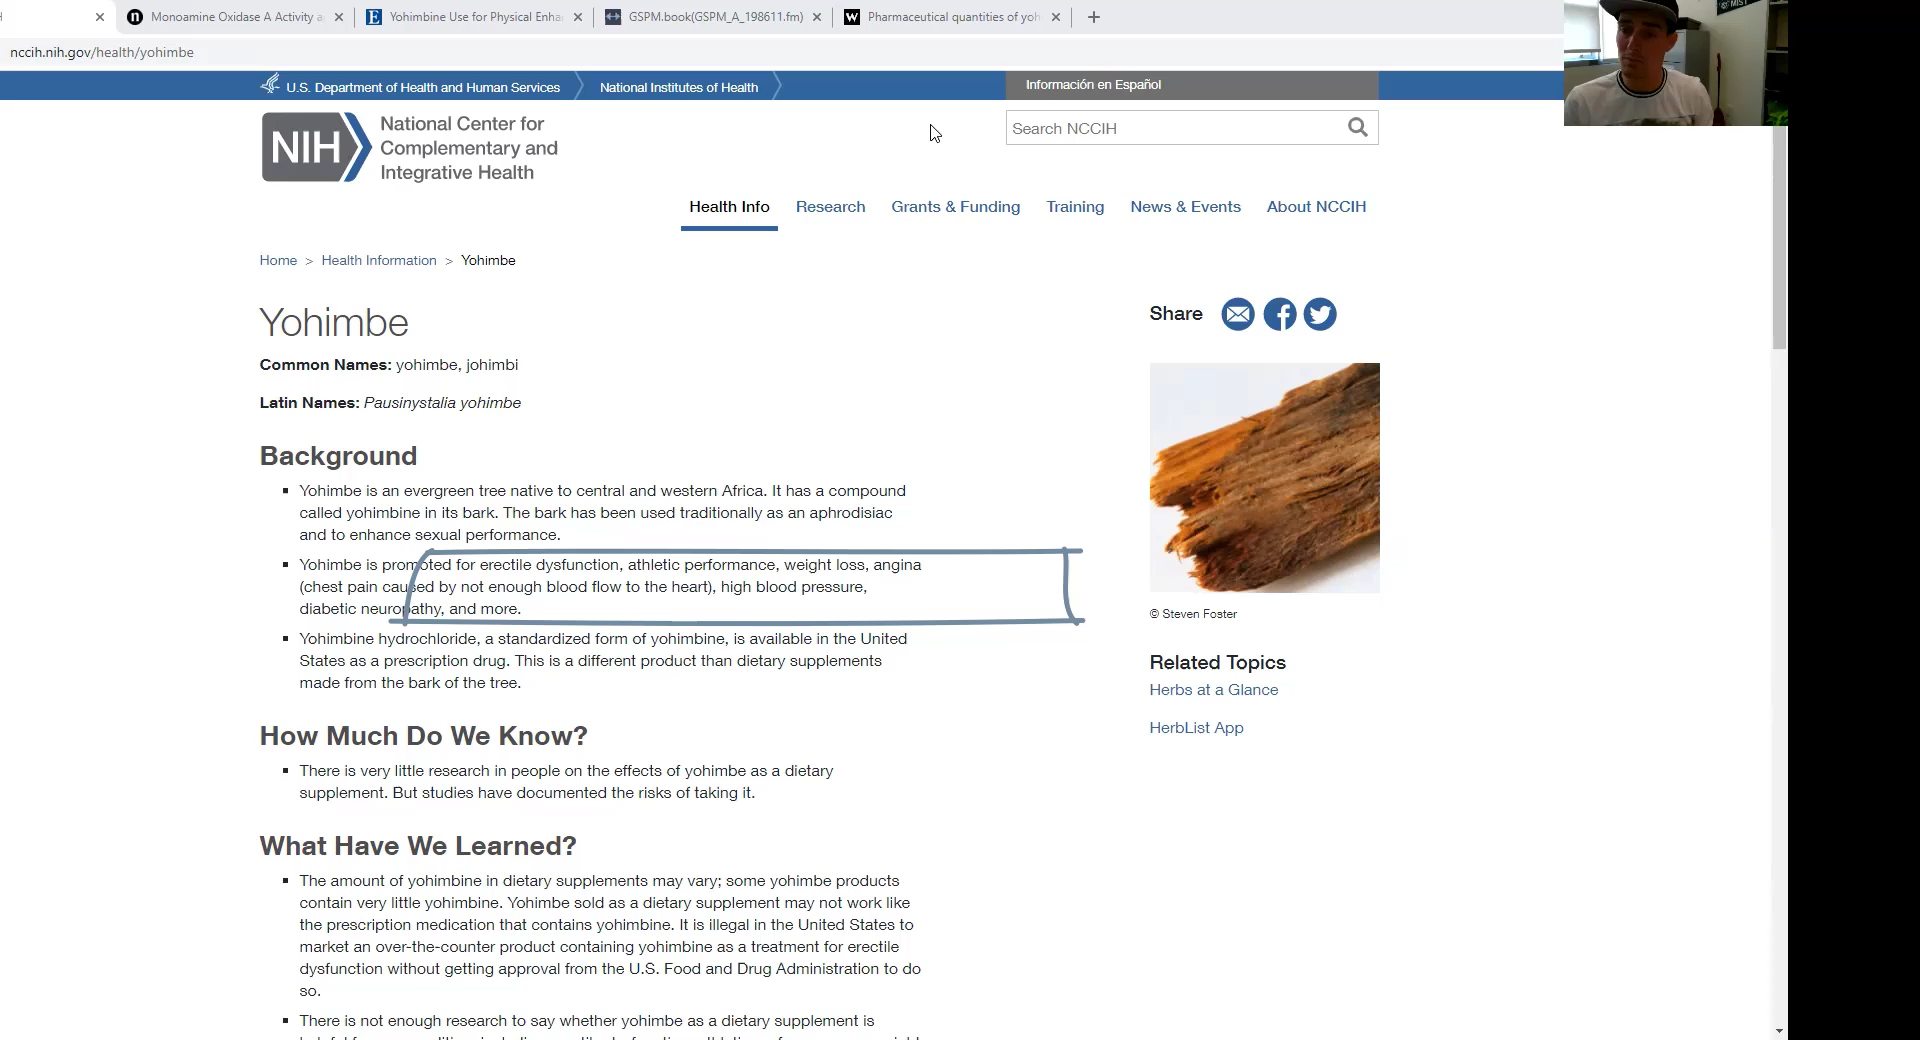 Monoamine Oxidase A Activity a
Yohimbine Use for Physical Enha
GSPM.book(GSPM_A_198611.fm)
Pharmaceutical quantities of yoh
nccih.nih.gov/health/yohimbe
U.S. Department of Health and Human Services
National Institutes of Health
Información en Español
NIH
National Center for
Complementary and
Integrative Health
Search NCCIH
Health Info
Research
Grants & Funding
Training
News & Events
About NCCIH
Home > Health Information > Yohimbe
Yohimbe
Common Names: yohimbe, johimbi
Latin Names: Pausinystalia yohimbe
Background
Yohimbe is an evergreen tree native to central and western Africa. It has a compound
called yohimbine in its bark. The bark has been used traditionally as an aphrodisiac
and to enhance sexual performance.
Yohimbe is promoted for erectile dysfunction, athletic performance, weight loss, angina
(chest pain caused by not enough blood flow to the heart), high blood pressure,
diabetic neuropathy, and more.
Yohimbine hydrochloride, a standardized form of yohimbine, is available in the United
States as a prescription drug. This is a different product than dietary supplements
made from the bark of the tree.
How Much Do We Know?
There is very little research in people on the effects of yohimbe as a dietary
supplement. But studies have documented the risks of taking it.
What Have We Learned?
The amount of yohimbine in dietary supplements may vary; some yohimbe products
contain very little yohimbine. Yohimbe sold as a dietary supplement may not work like
the prescription medication that contains yohimbine. It is illegal in the United States to
market an over-the-counter product containing yohimbine as a treatment for erectile
dysfunction without getting approval from the U.S. Food and Drug Administration to do
so.
There is not enough research to say whether yohimbe as a dietary supplement is
Share
© Steven Foster
Related Topics
Herbs at a Glance
HerbList App